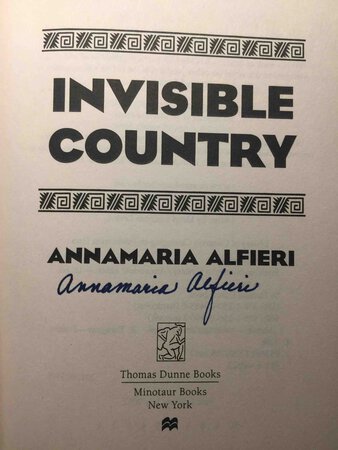 INVISIBLE
COUNTRY
ANNAMARIA ALFIERI
Annamaria Alfieri
Thomas Dunne Books
Minotaur Books
New York